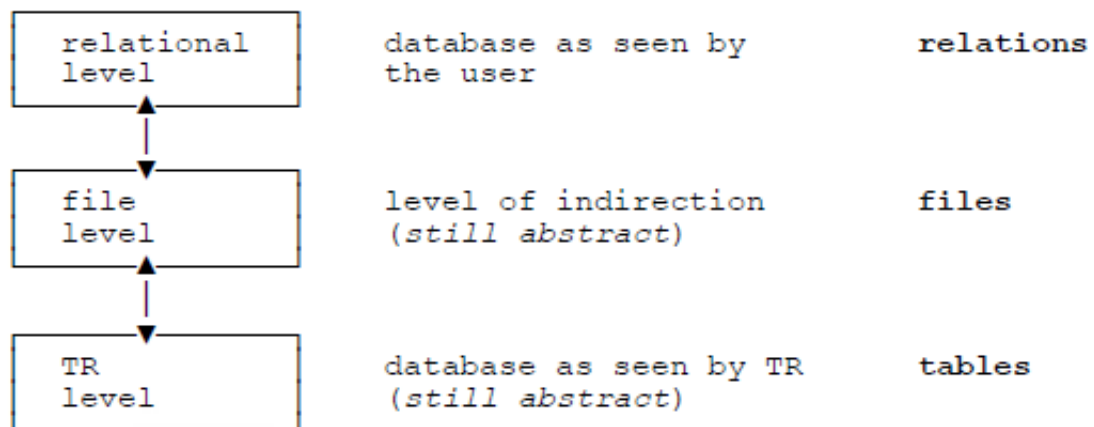 relational database as seen by relations
level the user
file level of indirection files
level (still abstract)
TR database as seen by TR tables
level (still abstract)